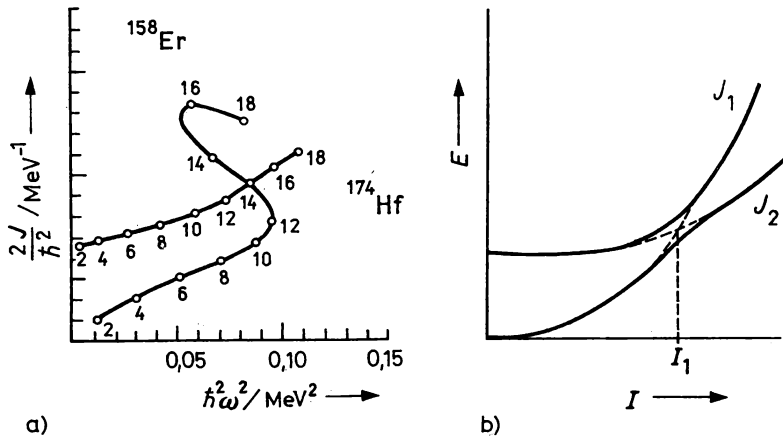 ¹⁵⁸Er
2J/ħ² /MeV⁻¹
16
18
14
18
16
14
12
10
8
6
4
2
12
10
8
6
4
2
¹⁷⁴Hf
0,05
0,10
0,15
ħ²ω²/MeV²
a)
E
J₁
J₂
I₁
I
b)